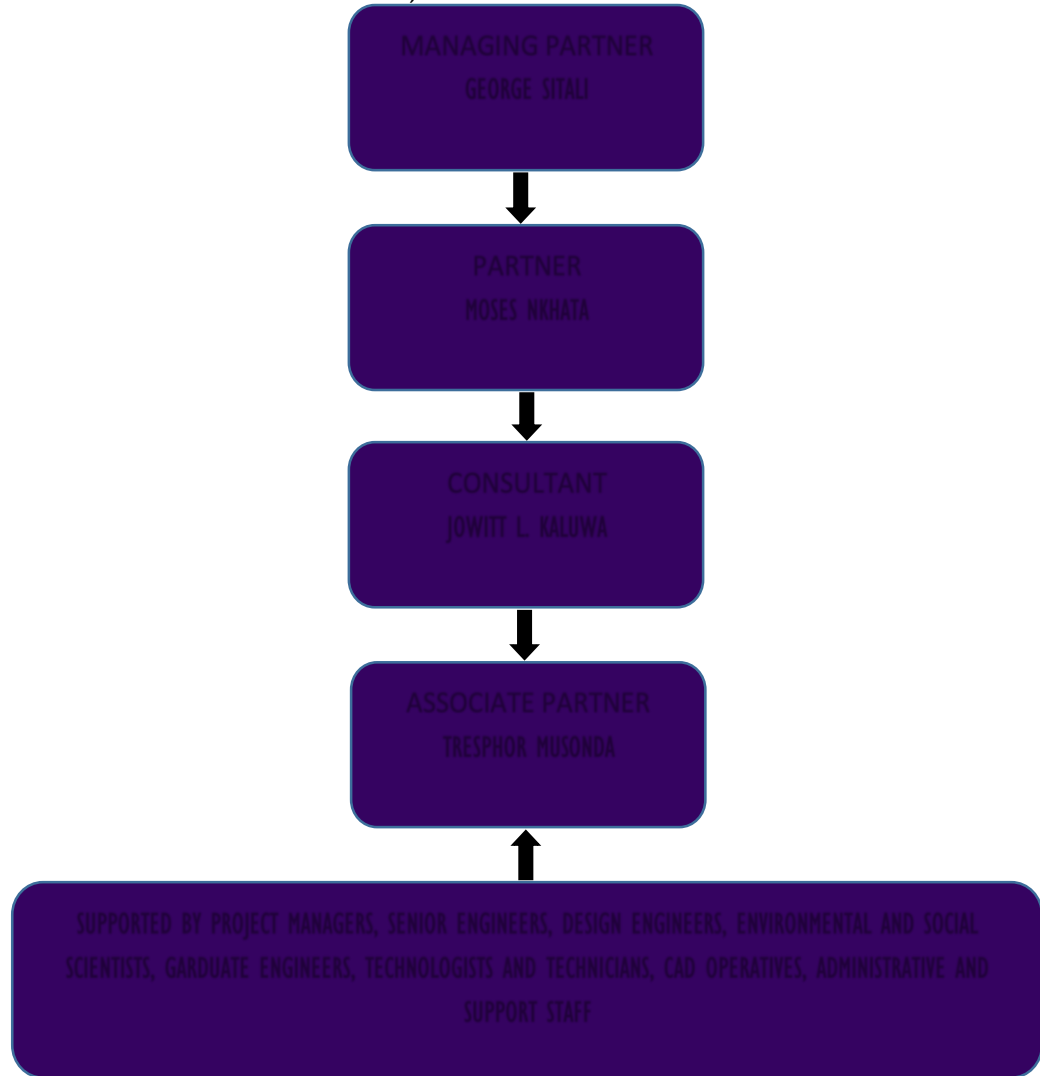 MANAGING PARTNER
GEORGE SITALI
PARTNER
MOSES NKHATA
CONSULTANT
JOWITT L. KALUWA
ASSOCIATE PARTNER
TRESPHOR MUSONDA
SUPPORTED BY PROJECT MANAGERS, SENIOR ENGINEERS, DESIGN ENGINEERS, ENVIRONMENTAL AND SOCIAL
SCIENTISTS, GARDUATE ENGINEERS, TECHNOLOGISTS AND TECHNICIANS, CAD OPERATIVES, ADMINISTRATIVE AND
SUPPORT STAFF